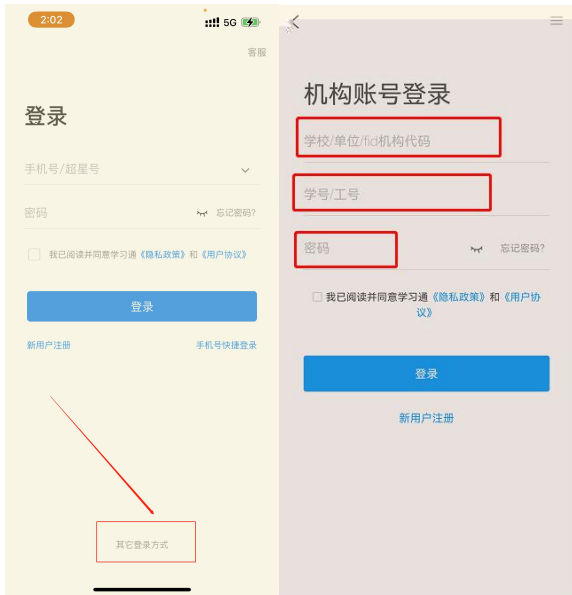 2:02
5G
客服
登录
手机号/超星号
密码
忘记密码?
我已阅读并同意学习通《隐私政策》和《用户协议》
登录
新用户注册
手机号快捷登录
其它登录方式
机构账号登录
学校/单位/fid机构代码
学号/工号
密码
忘记密码?
我已阅读并同意学习通《隐私政策》和《用户协
议》
登录
新用户注册